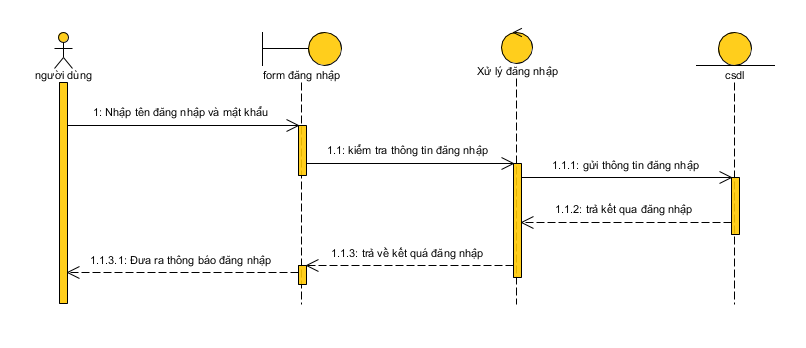 người dùng
form đăng nhập
Xử lý đăng nhập
csdl
1: Nhập tên đăng nhập và mật khẩu
1.1: kiểm tra thông tin đăng nhập
1.1.1: gửi thông tin đăng nhập
1.1.2: trả kết qua đăng nhập
1.1.3: trả về kết quả đăng nhập
1.1.3.1: Đưa ra thông báo đăng nhập